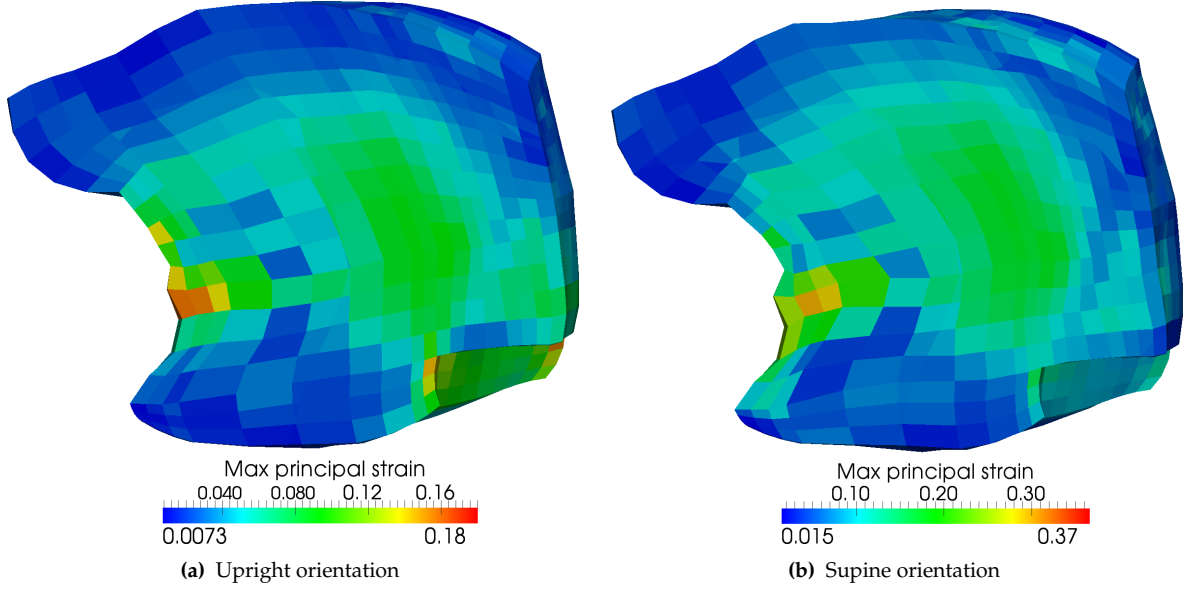 Max principal strain
0.040 0.080 0.12 0.16
0.0073 0.18
(a) Upright orientation
Max principal strain
0.10 0.20 0.30
0.015 0.37
(b) Supine orientation